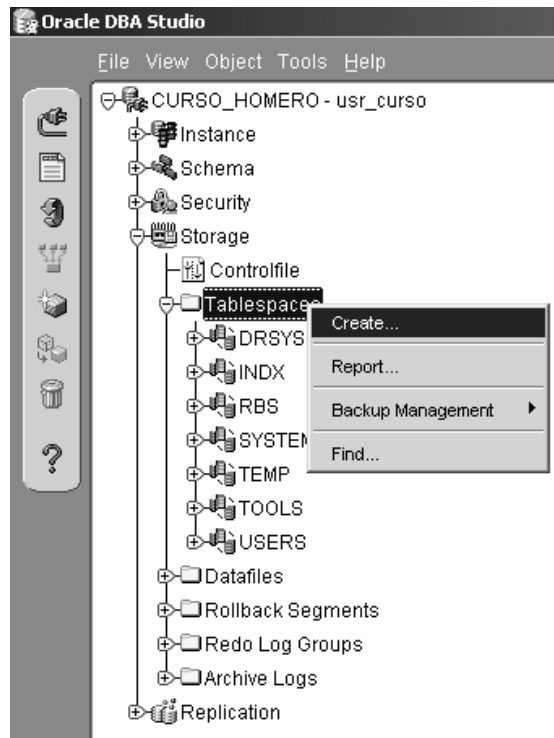 Oracle DBA Studio
File View Object Tools Help
CURSO_HOMERO - usr_curso
Instance
Schema
Security
Storage
Controlfile
Tablespaces
Create...
DRSYS
Report...
INDX
Backup Management
RBS
SYSTEM
Find...
TEMP
TOOLS
USERS
Datafiles
Rollback Segments
Redo Log Groups
Archive Logs
Replication